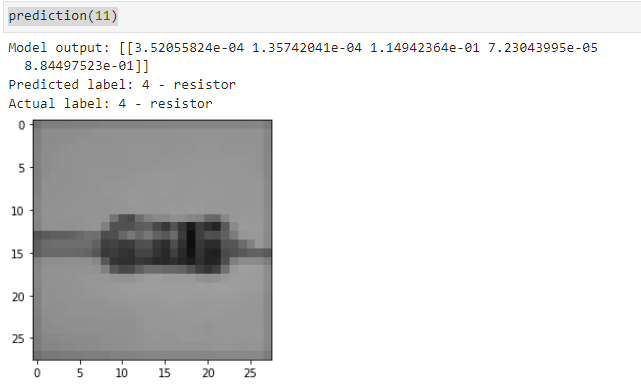 prediction(11)
Model output: [[3.52055824e-04 1.35742041e-04 1.14942364e-01 7.23043995e-05
8.84497523e-01]]
Predicted label: 4 - resistor
Actual label: 4 - resistor
0
5
10
15
20
25
0 5 10 15 20 25